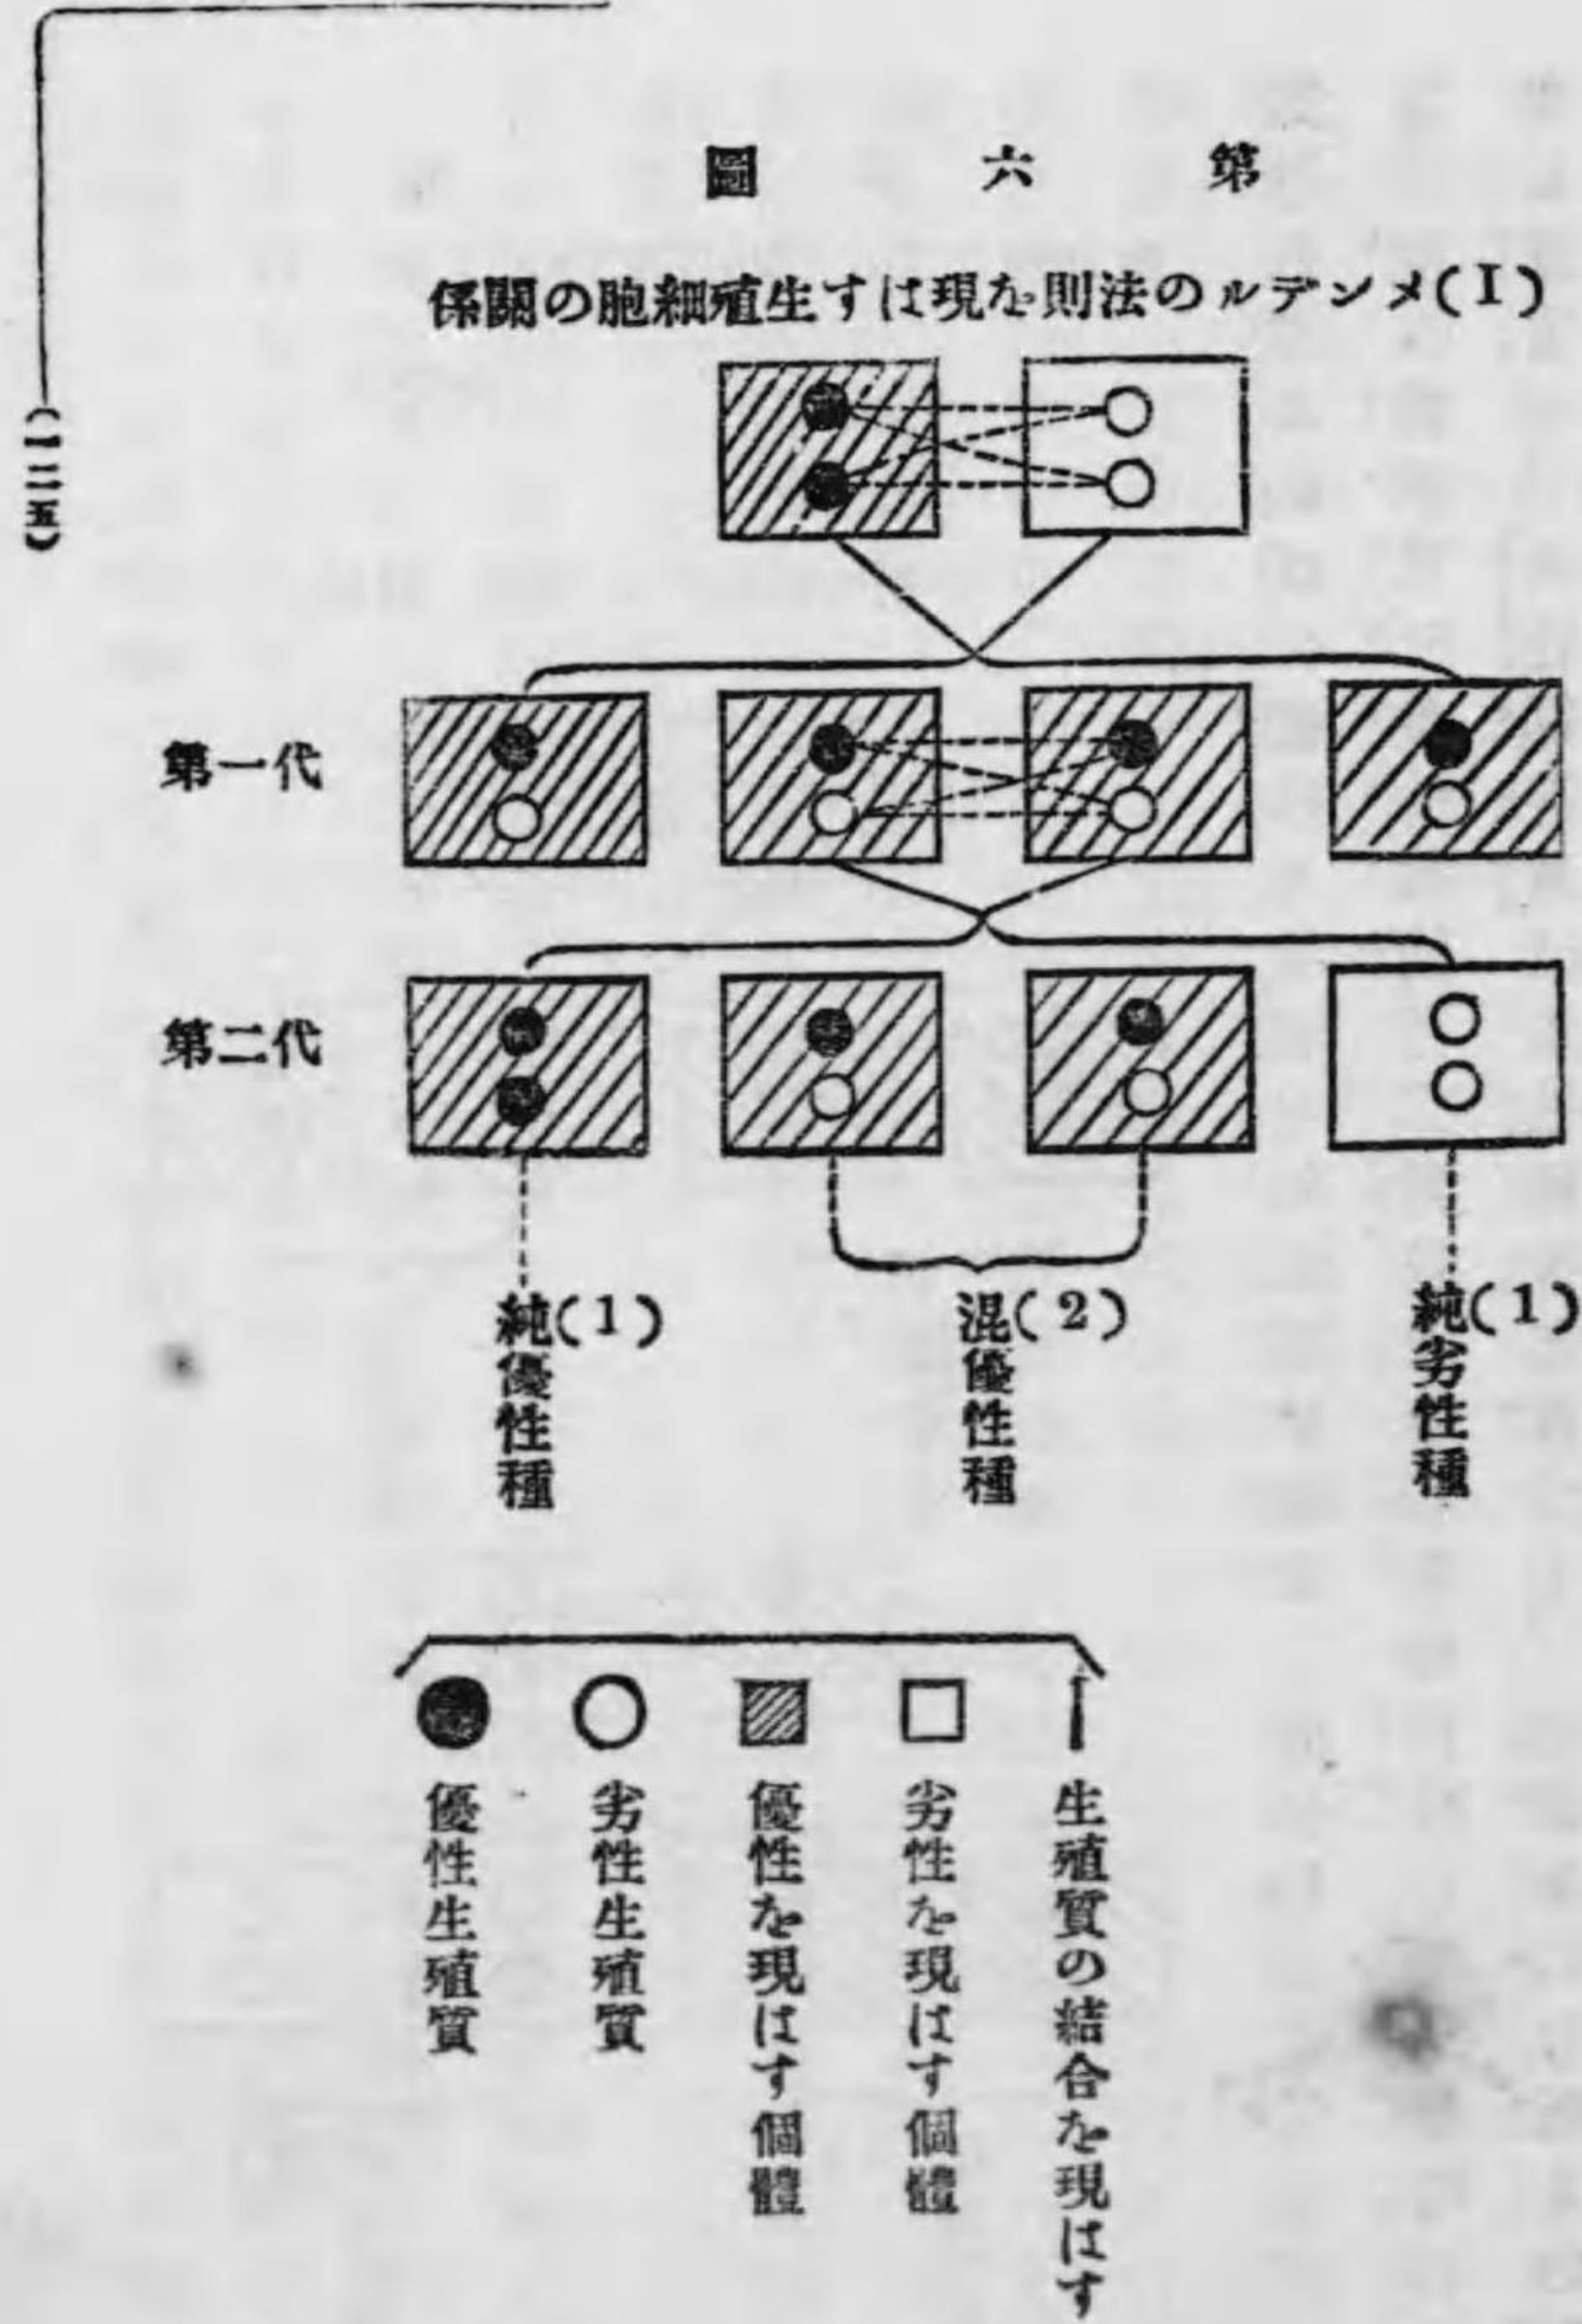 第六圖
(I)メンデルの法則を現はす生殖細胞の關係
第一代
第二代
純(1)劣性種
混(2)優性種
純(1)優性種
生殖質の結合を現はす
劣性を現はす個體
優性を現はす個體
劣性生殖質
優性生殖質
(一二五)